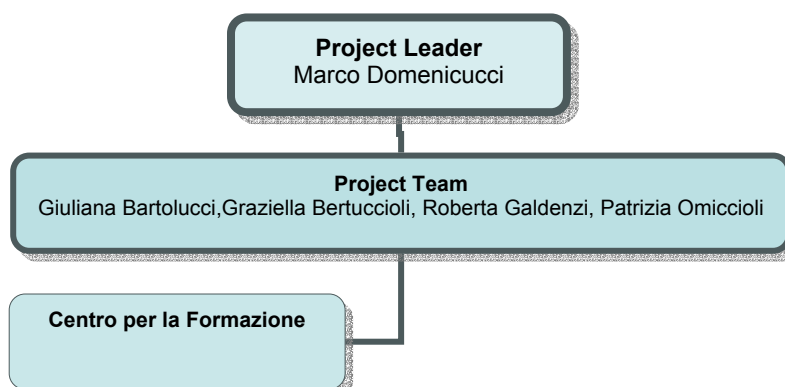 Project Leader
Marco Domenicucci
Project Team
Giuliana Bartolucci,Graziella Bertuccioli, Roberta Galdenzi, Patrizia Omiccioli
Centro per la Formazione